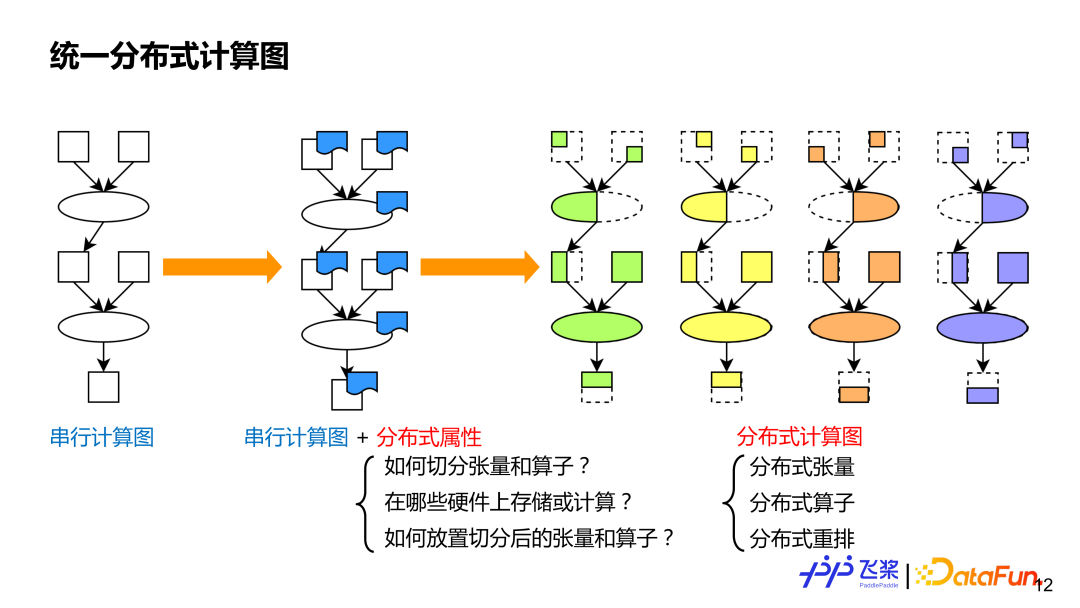 统一分布式计算图
串行计算图
串行计算图 + 分布式属性
如何切分张量和算子？
在哪些硬件上存储或计算？
如何放置切分后的张量和算子？
分布式计算图
分布式张量
分布式算子
分布式重排
飞桨
PaddlePaddle
DataFun.
12